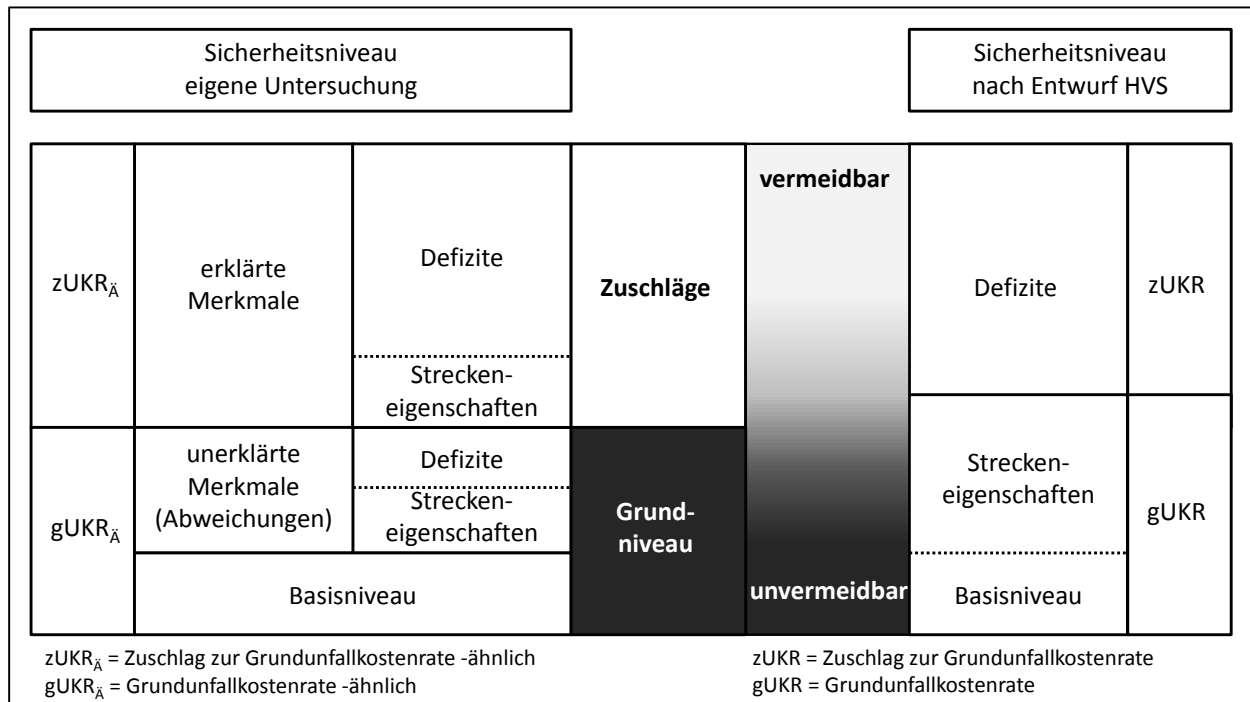 Sicherheitsniveau
eigene Untersuchung
Sicherheitsniveau
nach Entwurf HVS
zUKRÄ
erklärte
Merkmale
Defizite
Strecken-
eigenschaften
Zuschläge
vermeidbar
Defizite
zUKR
gUKRÄ
unerklärte
Merkmale
(Abweichungen)
Defizite
Strecken-
eigenschaften
Basisniveau
Grund-
niveau
unvermeidbar
Strecken-
eigenschaften
Basisniveau
gUKR
zUKRÄ = Zuschlag zur Grundunfallkostenrate -ähnlich
gUKRÄ = Grundunfallkostenrate -ähnlich
zUKR = Zuschlag zur Grundunfallkostenrate
gUKR = Grundunfallkostenrate